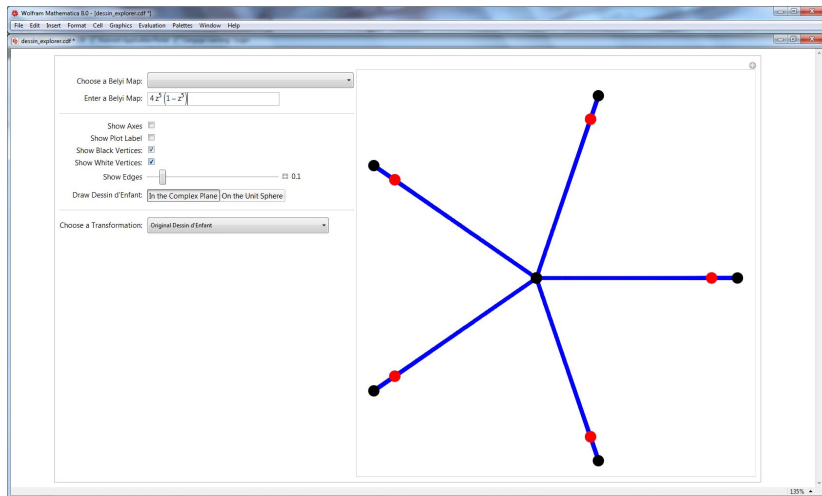 Wolfram Mathematica 8.0 - [dessin_explorer.cdf *]
File Edit Insert Format Cell Graphics Evaluation Palettes Window Help
dessin_explorer.cdf *
Choose a Belyi Map:
Enter a Belyi Map: 4 z^5 (1 - z^5)
Show Axes
Show Plot Label
Show Black Vertices:
Show White Vertices:
Show Edges 0.1
Draw Dessin d'Enfant: In the Complex Plane On the Unit Sphere
Choose a Transformation: Original Dessin d'Enfant
135%